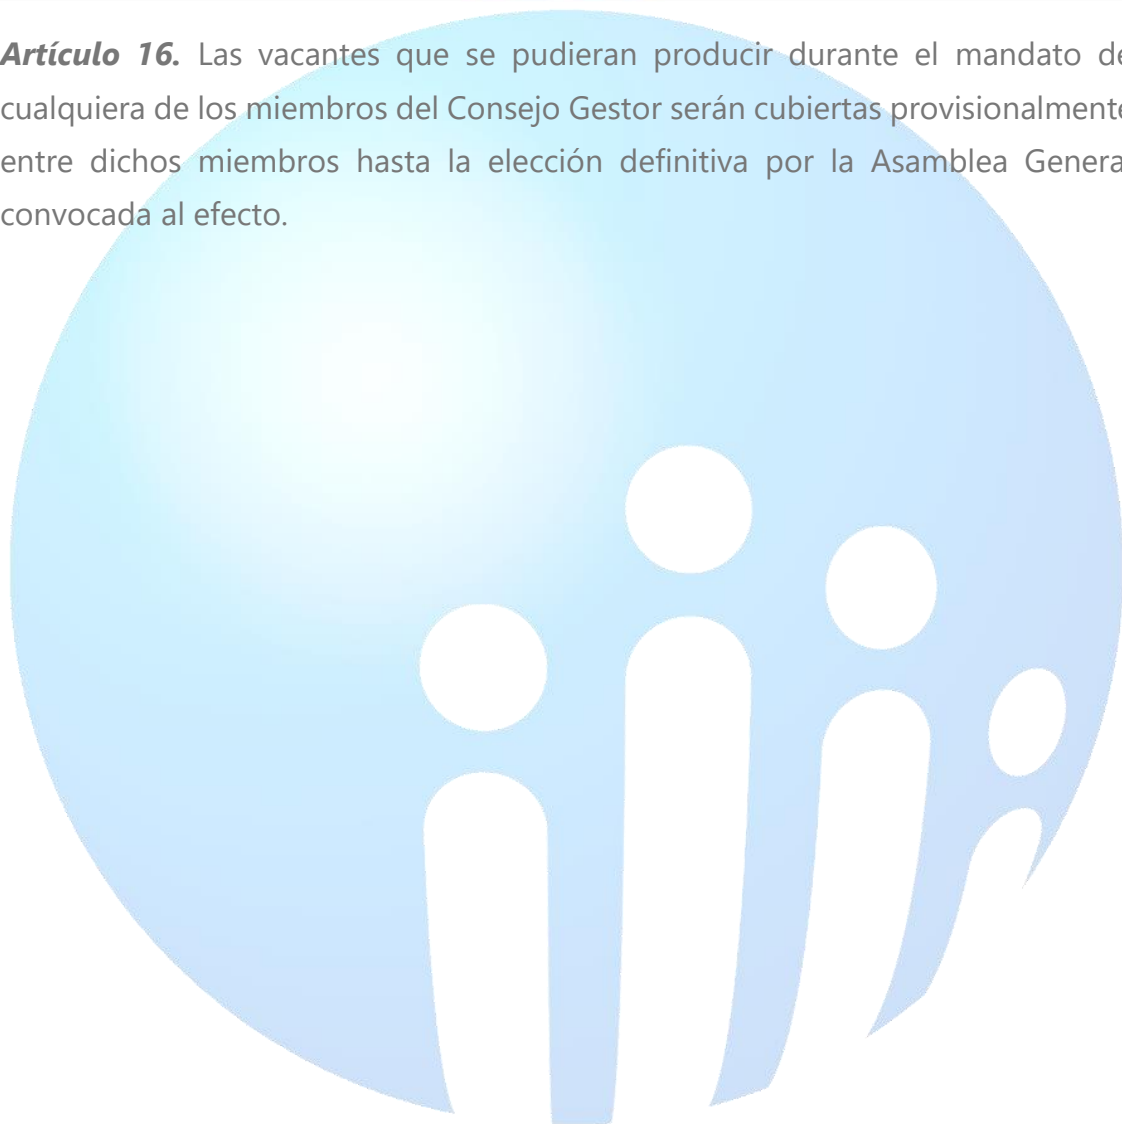 Artículo 16. Las vacantes que se pudieran producir durante el mandato de
cualquiera de los miembros del Consejo Gestor serán cubiertas provisionalmente
entre dichos miembros hasta la elección definitiva por la Asamblea Genera
convocada al efecto.